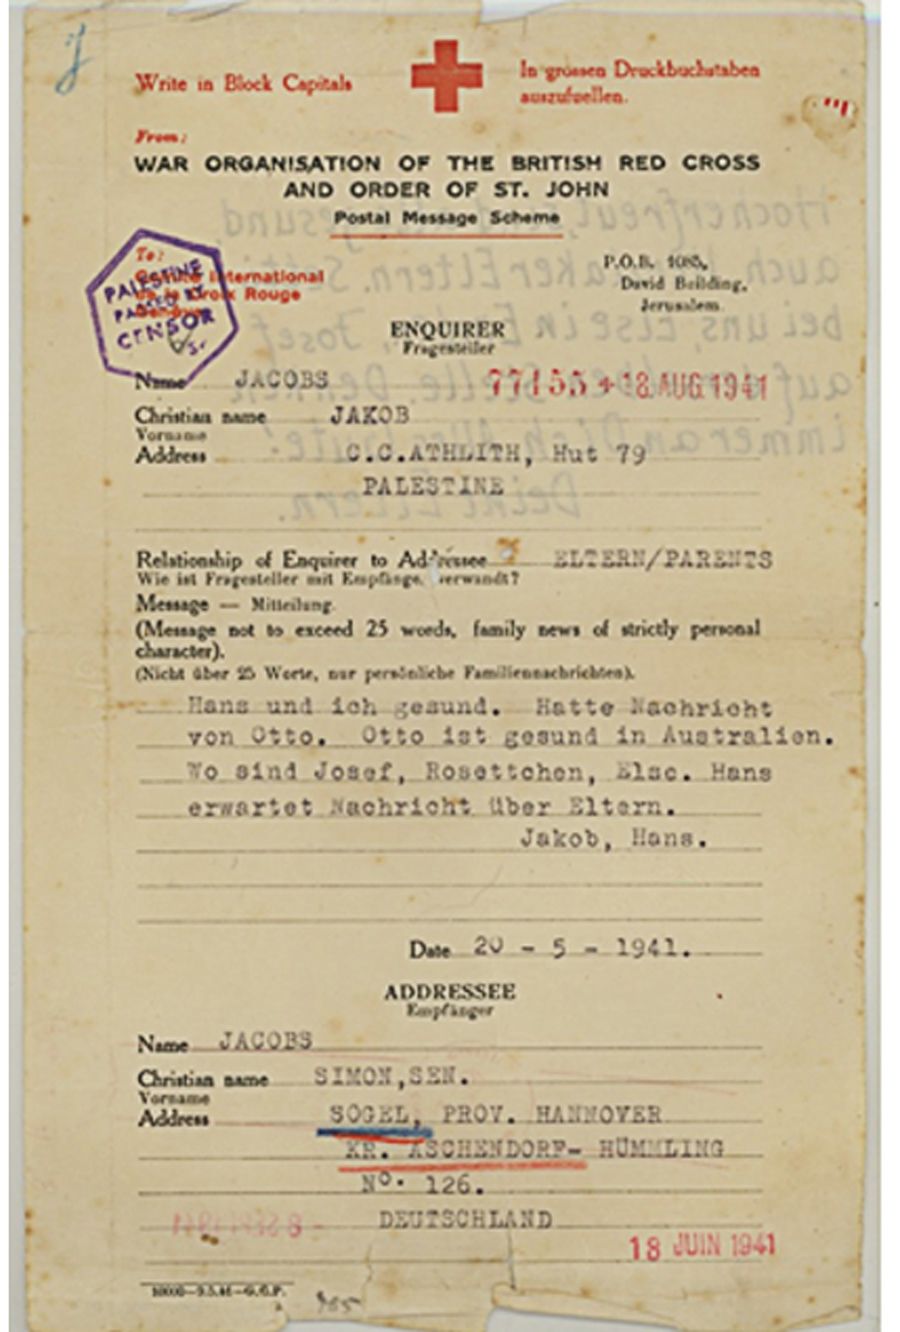 Write in Block Capitals
In grossen Druckbuchstaben
auszufuellen.
From:
WAR ORGANISATION OF THE BRITISH RED CROSS
AND ORDER OF ST. JOHN
Postal Message Scheme
To:
Comité International
de la Croix Rouge
Genève
PALESTINE
PASSED BY
CENSOR
P.O.B. 1085,
David Building,
Jerusalem.
ENQUIRER
Fragesteller
Name JACOBS
77155 + 18 AUG 1941
Christian name JAKOB
Vorname
Address C.C.ATHLITH, Hut 79
PALESTINE
Relationship of Enquirer to Addressee ELTERN/PARENTS
Wie ist Fragesteller mit Empfänge. verwandt?
Message — Mitteilung.
(Message not to exceed 25 words, family news of strictly personal
character).
(Nicht über 25 Worte, nur persönliche Familiennachrichten).
Hans und ich gesund. Hatte Nachricht
von Otto. Otto ist gesund in Australien.
Wo sind Josef, Rosettchen, Else. Hans
erwartet Nachricht über Eltern.
Jakob, Hans.
Date 20 - 5 - 1941.
ADDRESSEE
Empfänger
Name JACOBS
Christian name SIMON,SEN.
Vorname
Address SOGEL, PROV. HANNOVER
KR. ASCHENDORF- HÜMMLING
No. 126.
DEUTSCHLAND
18 JUIN 1941